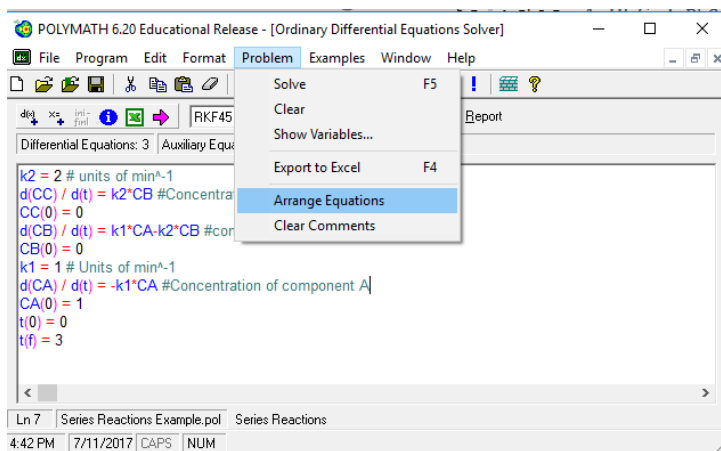 POLYMATH 6.20 Educational Release - [Ordinary Differential Equations Solver]
File Program Edit Format Problem Examples Window Help
Solve F5
Clear
Show Variables...
Export to Excel F4
Arrange Equations
Clear Comments
d(x) x= ini- finl RKF45 Report
Differential Equations: 3 Auxiliary Equa
k2 = 2 # units of min^-1
d(CC) / d(t) = k2*CB #Concentra
CC(0) = 0
d(CB) / d(t) = k1*CA-k2*CB #cor
CB(0) = 0
k1 = 1 # Units of min^-1
d(CA) / d(t) = -k1*CA #Concentration of component A
CA(0) = 1
t(0) = 0
t(f) = 3
Ln 7 Series Reactions Example.pol Series Reactions
4:42 PM 7/11/2017 CAPS NUM